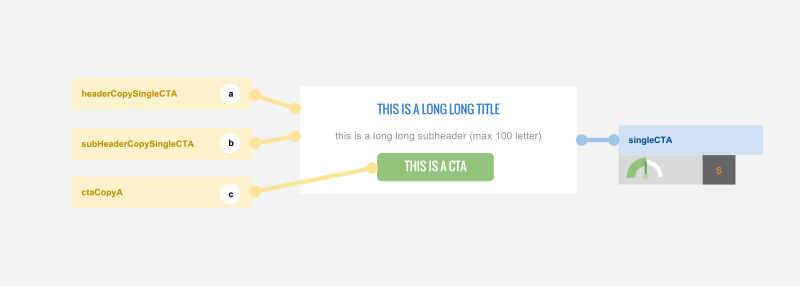 headerCopySingleCTA
a
subHeaderCopySingleCTA
b
ctaCopyA
c
THIS IS A LONG LONG TITLE
this is a long long subheader (max 100 letter)
THIS IS A CTA
singleCTA
S